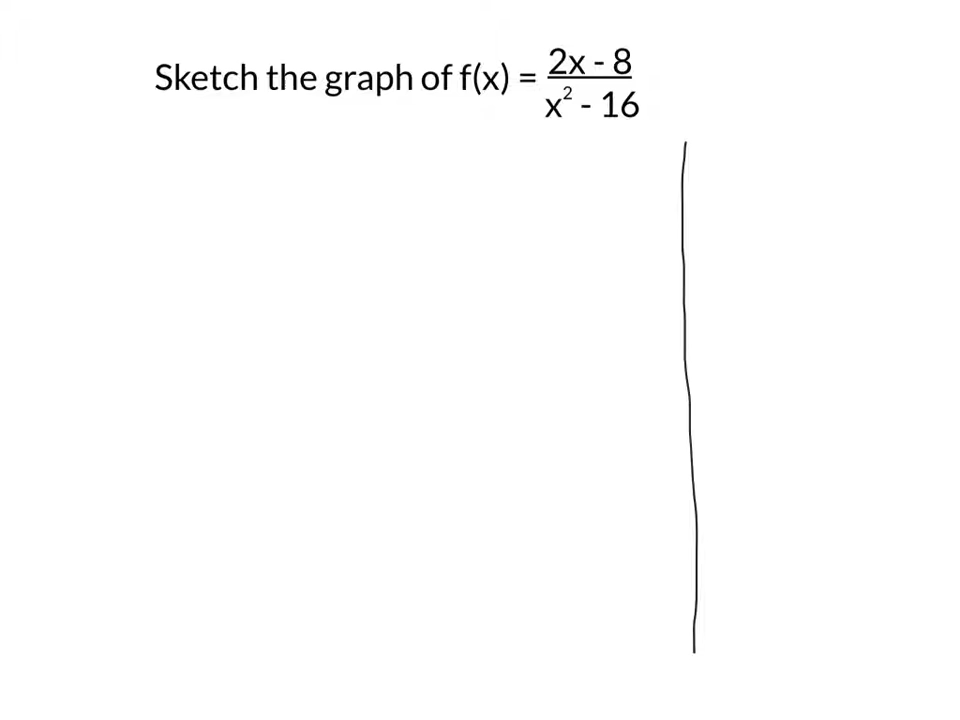 Sketch the graph of f(x) = 2x - 8
x² - 16